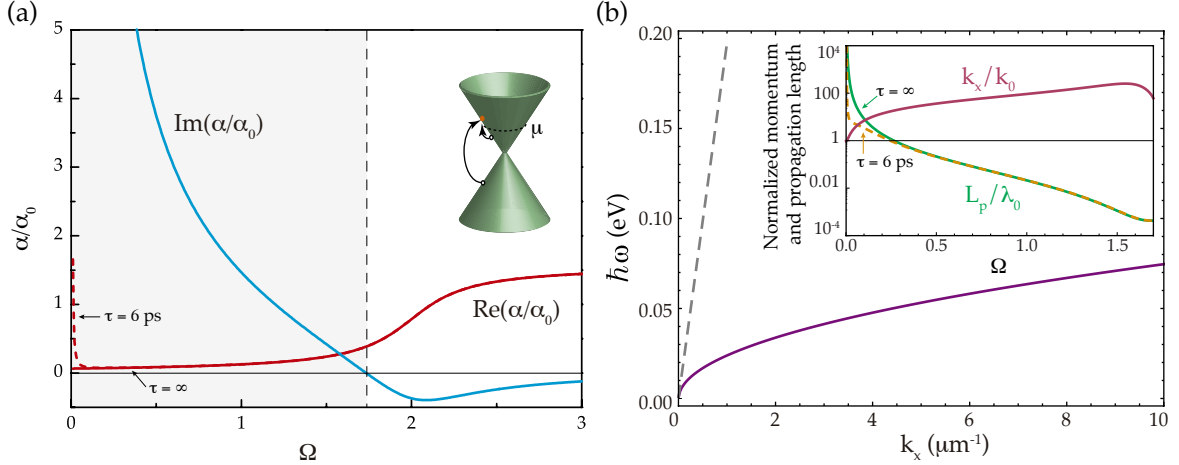 (a)
5
4
3
2
1
0
α/α₀
0
1
2
3
Ω
Im(α/α₀)
μ
Re(α/α₀)
τ = 6 ps
τ = ∞
(b)
0.20
0.15
0.10
0.05
0.00
ℏω (eV)
0
2
4
6
8
10
kₓ (μm⁻¹)
Normalized momentum
and propagation length
10⁴
100
1
0.01
10⁻⁴
0.0
0.5
1.0
1.5
Ω
kₓ/k₀
τ = ∞
τ = 6 ps
Lₚ/λ₀